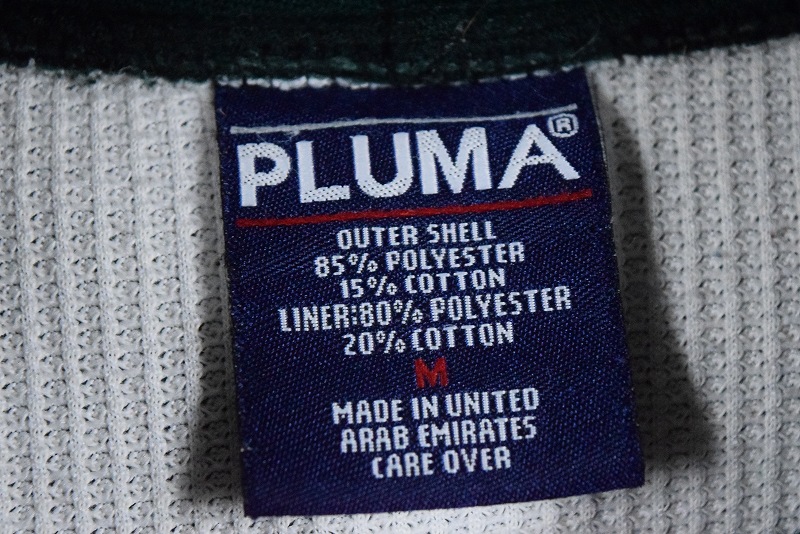 PLUMA®
OUTER SHELL
85% POLYESTER
15% COTTON
LINER:80% POLYESTER
20% COTTON
M
MADE IN UNITED
ARAB EMIRATES
CARE OVER